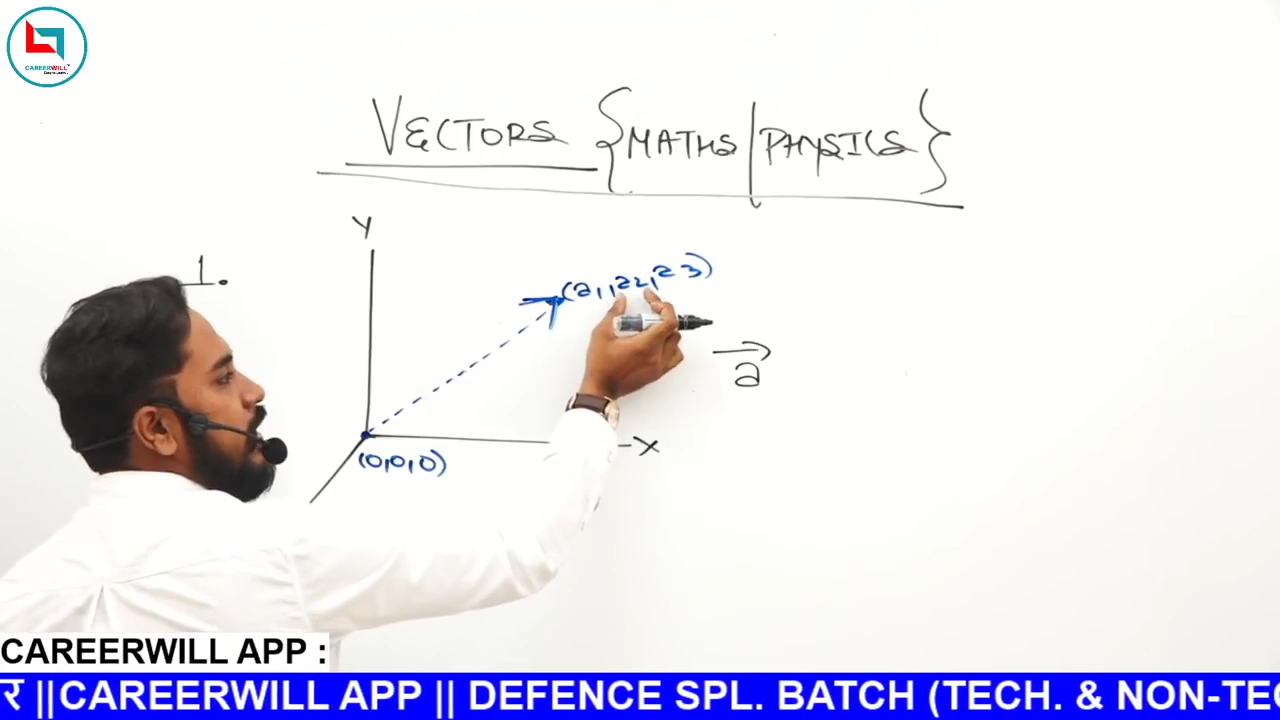 CAREERWILL
VECTORS {MATHS|PHYSICS}
Y
1.
(a1,a2,a3)
a
X
(0,0,0)
CAREERWILL APP :
र ||CAREERWILL APP || DEFENCE SPL. BATCH (TECH. & NON-TEC